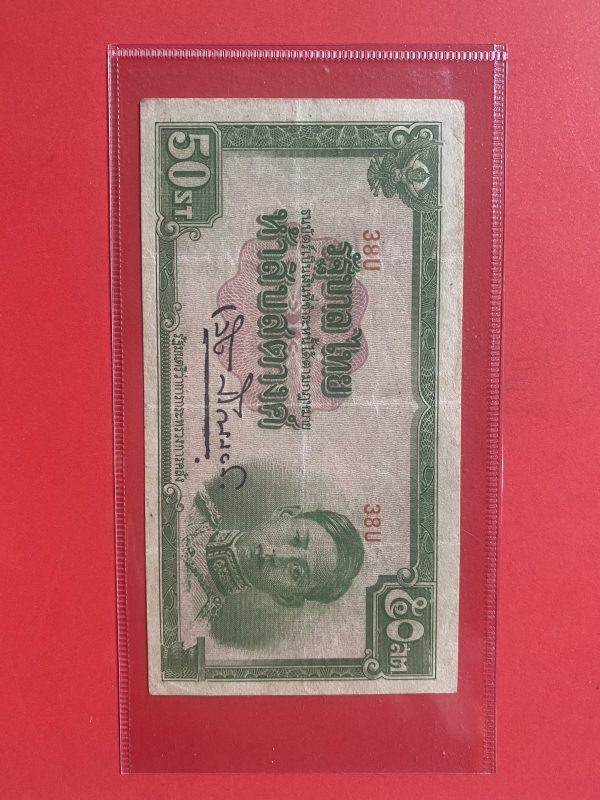 ๕๐ สต.
38U 38U
รัฐบาลไทย
ธนบัตร์เป็นเงินที่ชำระหนี้ได้ตามกฎหมาย
ห้าสิบสตางค์
รัฐมนตรีว่าการกระทรวงการคลัง
50 ST.